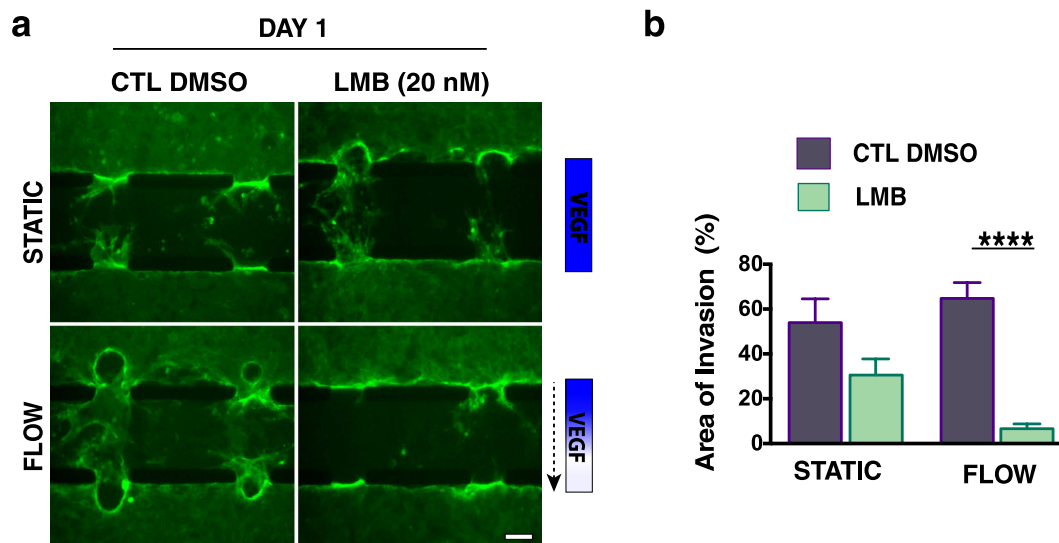 a
DAY 1
CTL DMSO
LMB (20 nM)
STATIC
VEGF
FLOW
VEGF
b
CTL DMSO
LMB
Area of Invasion (%)
****
80
60
40
20
0
STATIC
FLOW